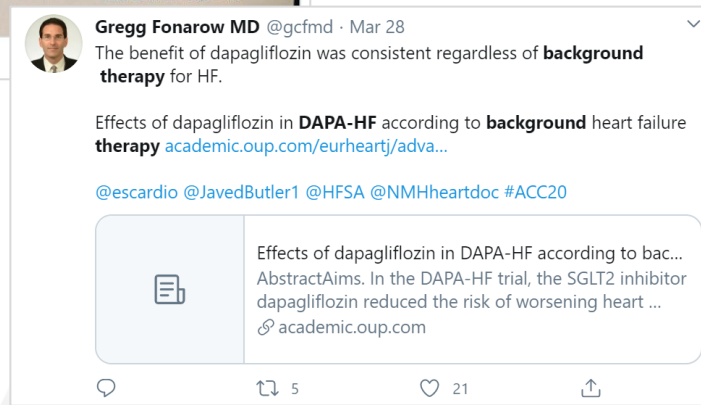 Gregg Fonarow MD @gcfmd · Mar 28
The benefit of dapagliflozin was consistent regardless of background
therapy for HF.
Effects of dapagliflozin in DAPA-HF according to background heart failure
therapy academic.oup.com/eurheartj/adva...
@escardio @JavedButler1 @HFSA @NMHheartdoc #ACC20
Effects of dapagliflozin in DAPA-HF according to bac...
AbstractAims. In the DAPA-HF trial, the SGLT2 inhibitor
dapagliflozin reduced the risk of worsening heart ...
academic.oup.com
5 21